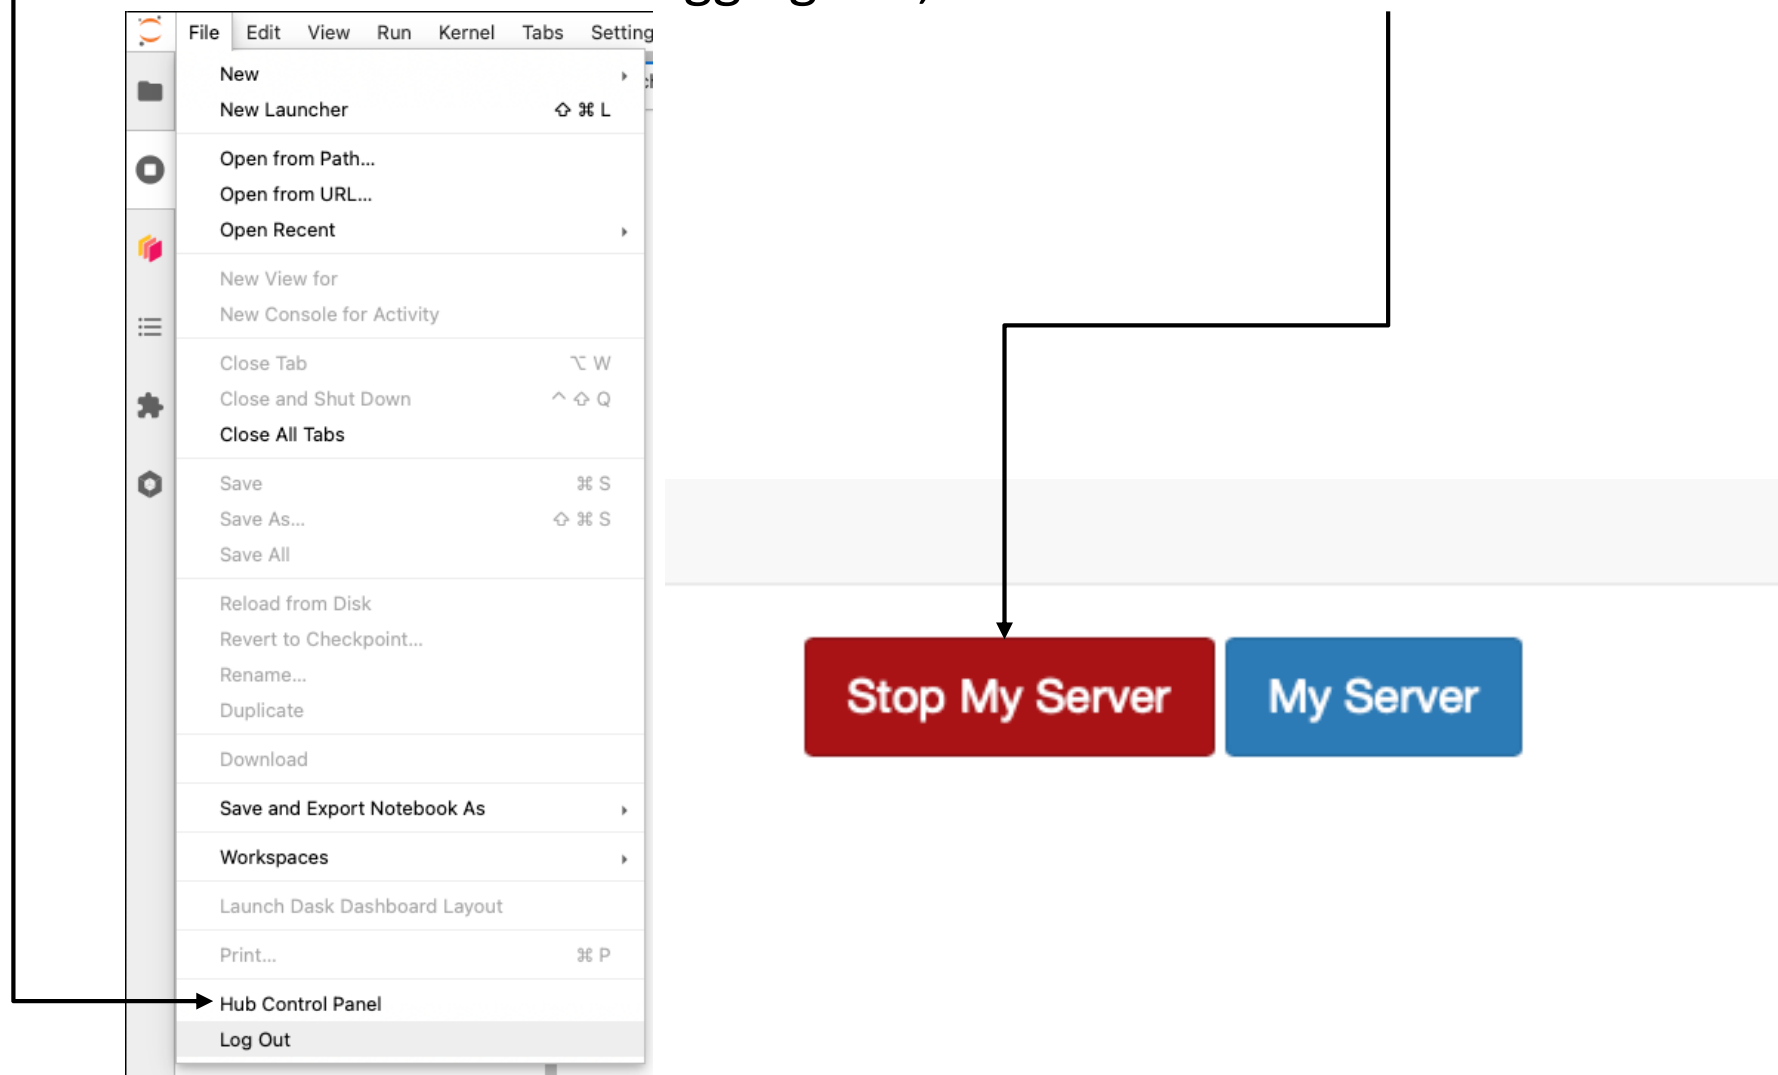 File Edit View Run Kernel Tabs Setting
New
New Launcher ⇧ ⌘ L
Open from Path...
Open from URL...
Open Recent
New View for
New Console for Activity
Close Tab ⌥ W
Close and Shut Down ^ ⇧ Q
Close All Tabs
Save ⌘ S
Save As... ⇧ ⌘ S
Save All
Reload from Disk
Revert to Checkpoint...
Rename...
Duplicate
Download
Save and Export Notebook As
Workspaces
Launch Dask Dashboard Layout
Print... ⌘ P
Hub Control Panel
Log Out
Stop My Server
My Server